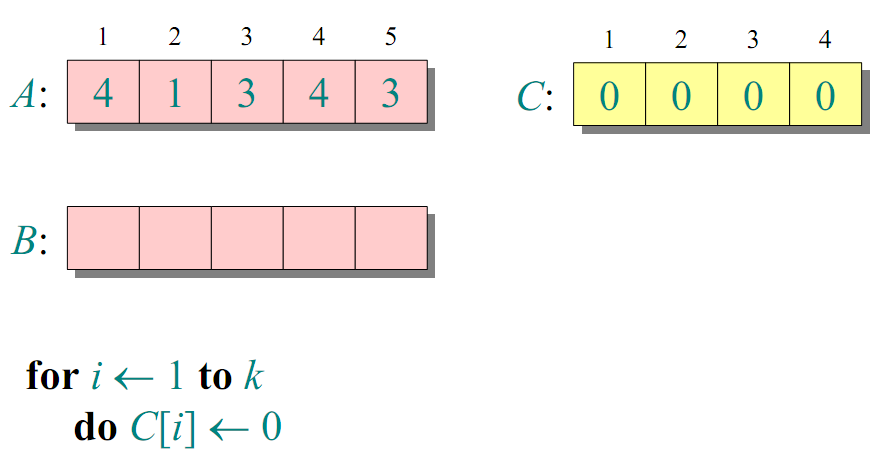 1 2 3 4 5
A: 4 1 3 4 3
1 2 3 4
C: 0 0 0 0
B:
for i ← 1 to k
do C[i] ← 0